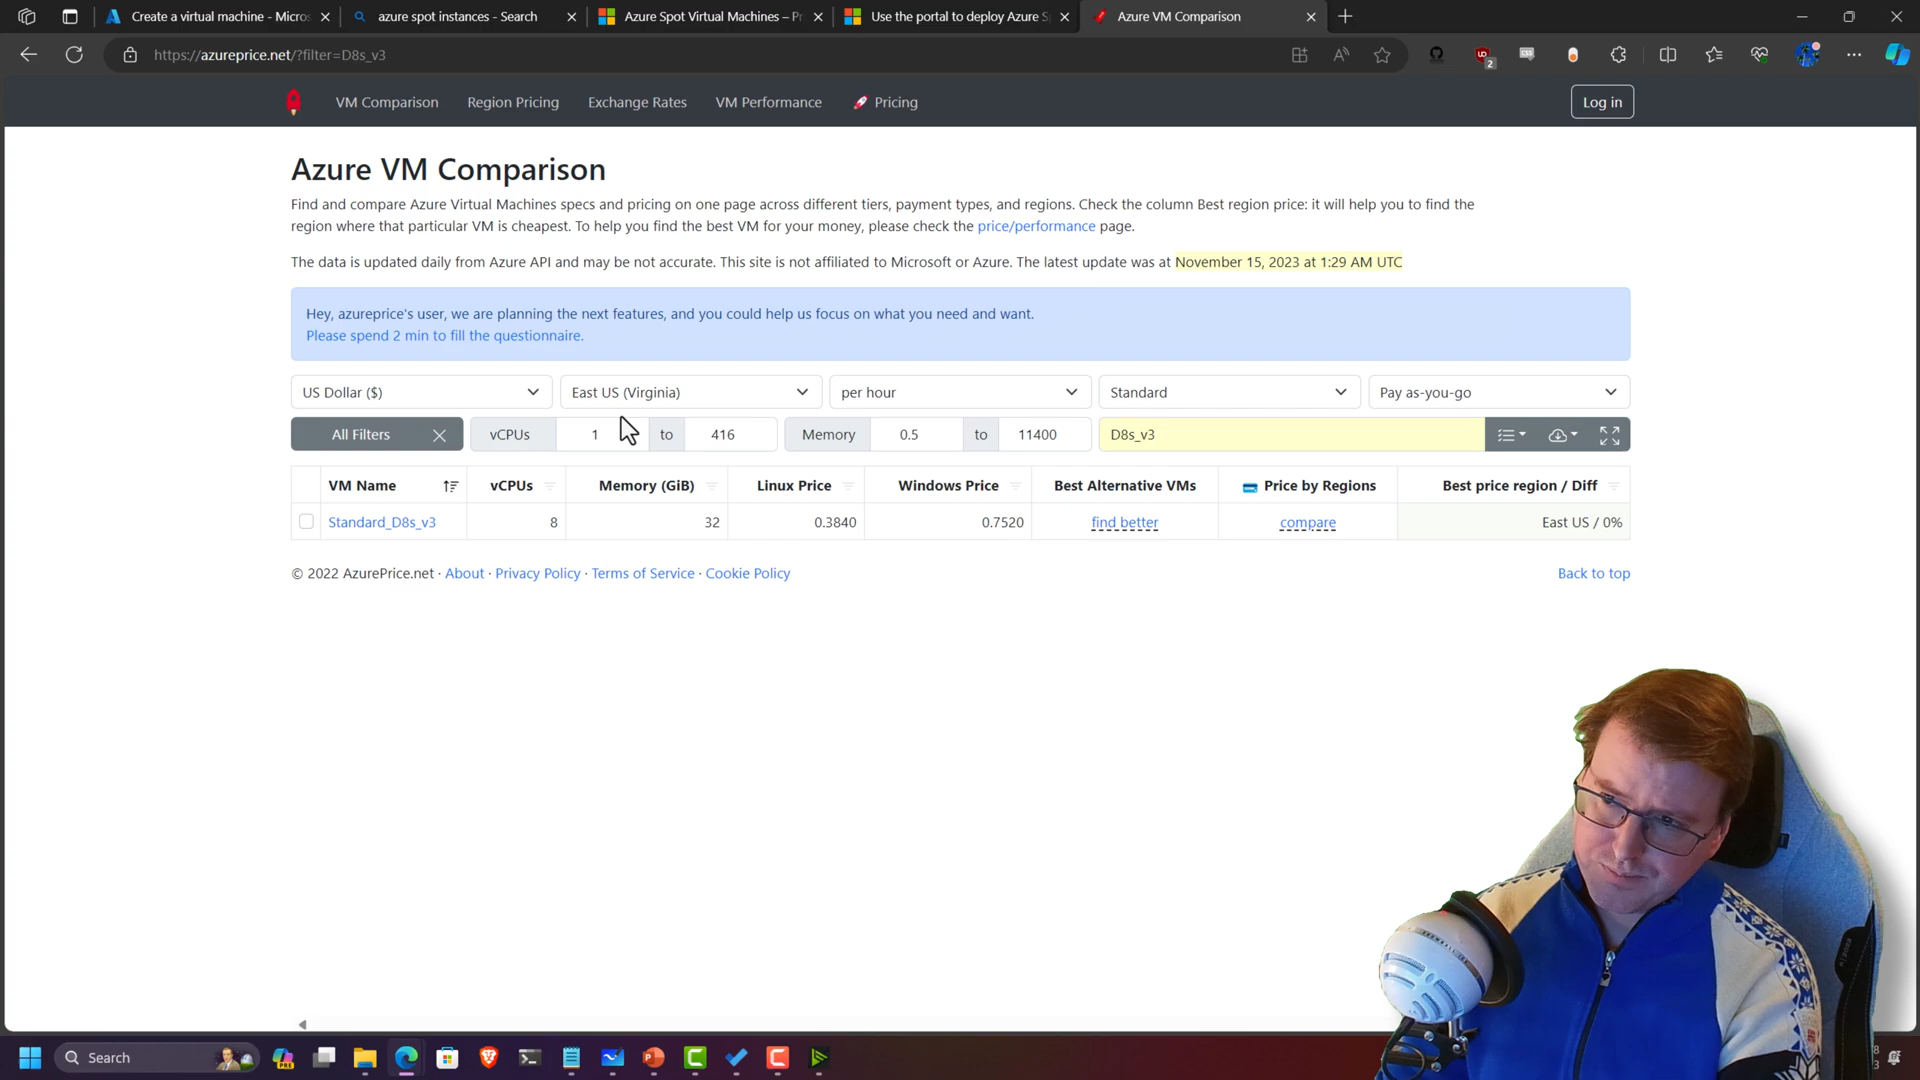 Create a virtual machine - Micros
azure spot instances - Search
Azure Spot Virtual Machines – Pr
Use the portal to deploy Azure S
Azure VM Comparison
https://azureprice.net/?filter=D8s_v3
2
VM Comparison
Region Pricing
Exchange Rates
VM Performance
Pricing
Log in
Azure VM Comparison
Find and compare Azure Virtual Machines specs and pricing on one page across different tiers, payment types, and regions. Check the column Best region price: it will help you to find the
region where that particular VM is cheapest. To help you find the best VM for your money, please check the price/performance page.
The data is updated daily from Azure API and may be not accurate. This site is not affiliated to Microsoft or Azure. The latest update was at November 15, 2023 at 1:29 AM UTC
Hey, azureprice's user, we are planning the next features, and you could help us focus on what you need and want.
Please spend 2 min to fill the questionnaire.
US Dollar ($)
East US (Virginia)
per hour
Standard
Pay as-you-go
All Filters
vCPUs
1
to
416
Memory
0.5
to
11400
D8s_v3
VM Name
vCPUs
Memory (GiB)
Linux Price
Windows Price
Best Alternative VMs
Price by Regions
Best price region / Diff
Standard_D8s_v3
8
32
0.3840
0.7520
find better
compare
East US / 0%
© 2022 AzurePrice.net · About · Privacy Policy · Terms of Service · Cookie Policy
Back to top
Search
PRE
8
3